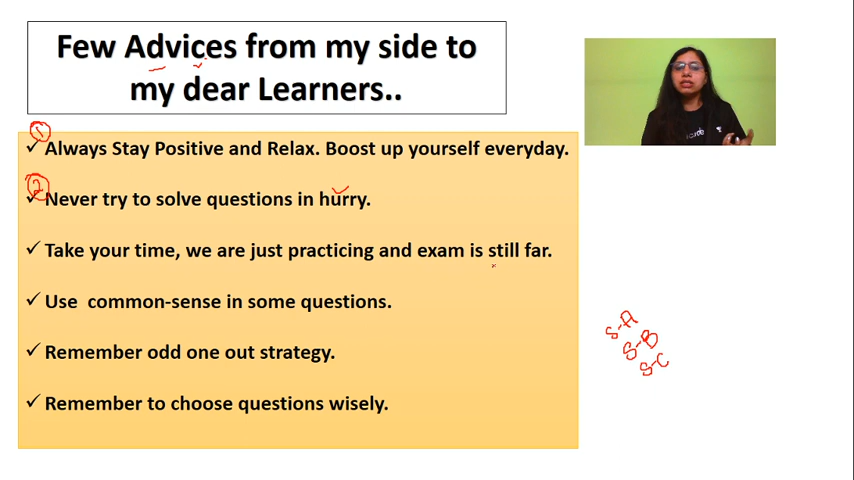 Few Advices from my side to
my dear Learners..
1
✓ Always Stay Positive and Relax. Boost up yourself everyday.
2
✓ Never try to solve questions in hurry.
✓ Take your time, we are just practicing and exam is still far.
✓ Use common-sense in some questions.
✓ Remember odd one out strategy.
✓ Remember to choose questions wisely.
S-A
S-B
S-C